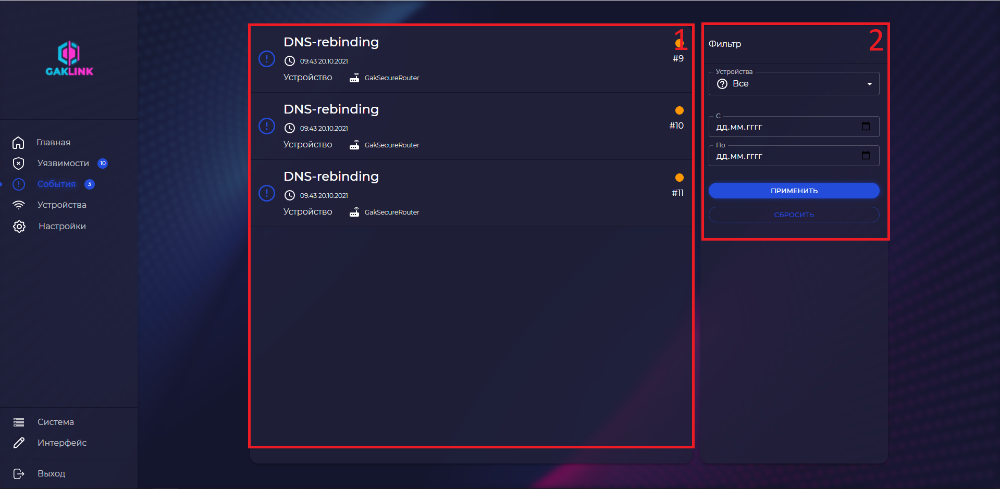 GAKLINK
Главная
Уязвимости 10
События 3
Устройства
Настройки
Система
Интерфейс
Выход
1
DNS-rebinding
09:43 20.10.2021
#9
Устройство GakSecureRouter
DNS-rebinding
09:43 20.10.2021
#10
Устройство GakSecureRouter
DNS-rebinding
09:43 20.10.2021
#11
Устройство GakSecureRouter
2
Фильтр
Устройства
Все
С
дд.мм.гггг
По
дд.мм.гггг
ПРИМЕНИТЬ
СБРОСИТЬ